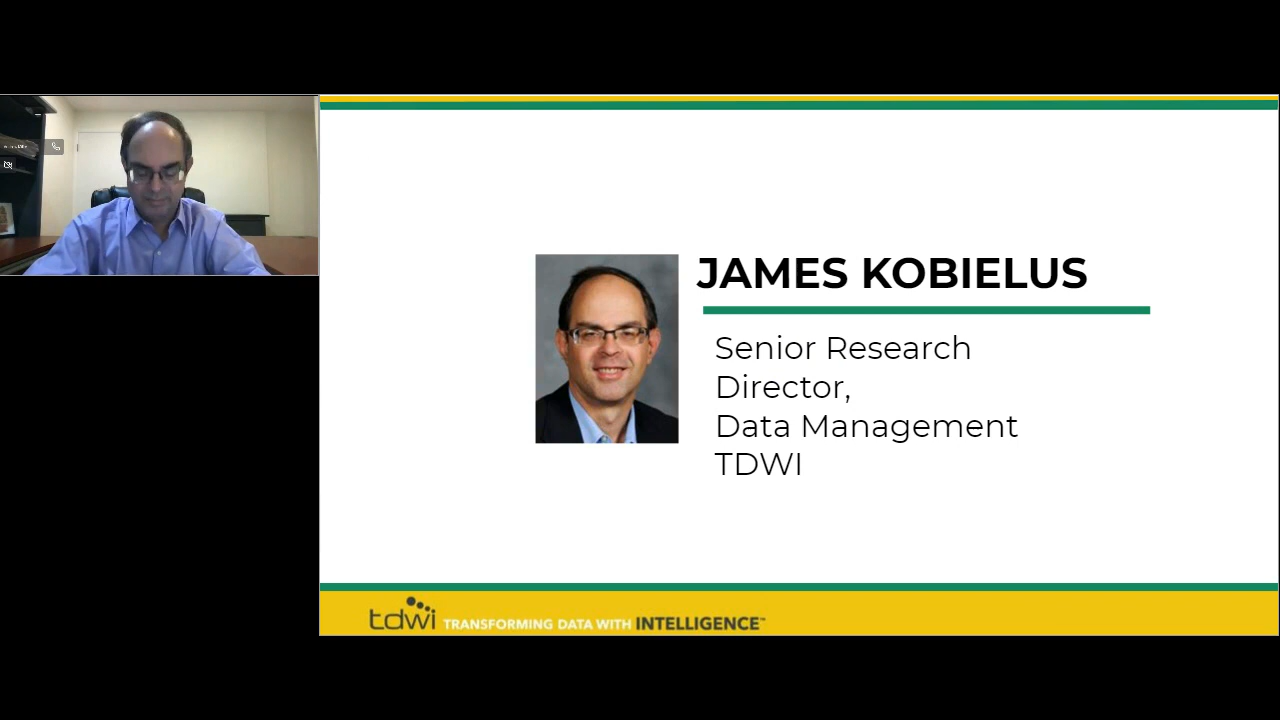 JAMES KOBIELUS
Senior Research
Director,
Data Management
TDWI
tdwi TRANSFORMING DATA WITH INTELLIGENCE™